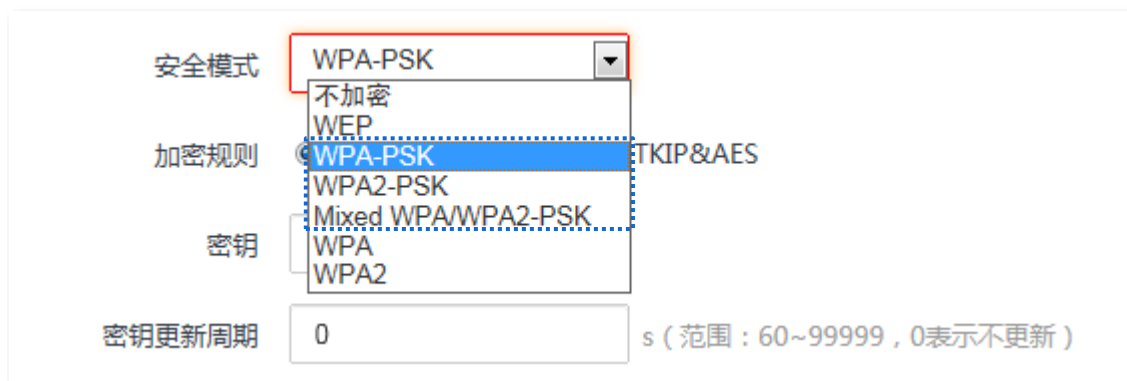 安全模式 WPA-PSK
不加密
WEP
加密规则 WPA-PSK TKIP&AES
WPA2-PSK
Mixed WPA/WPA2-PSK
密钥 WPA
WPA2
密钥更新周期 0 s ( 范围：60~99999，0表示不更新 )